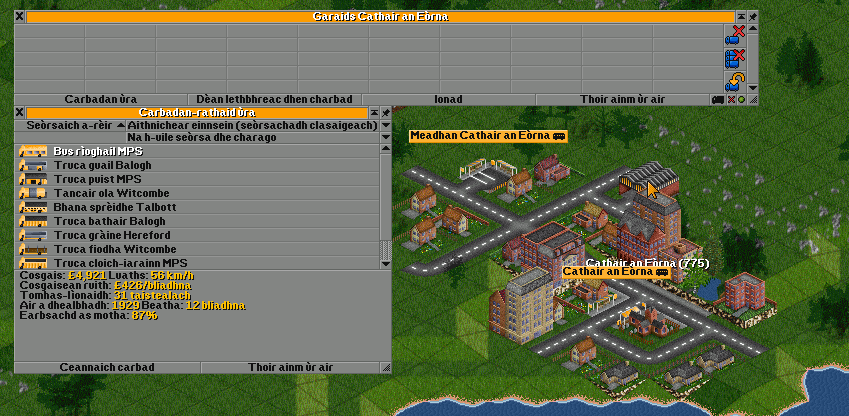 Garaids Cathair an Eòrna
Carbadan ùra
Dèan lethbhreac dhen charbad
Ionad
Thoir ainm ùr air
Carbadan-rathaid ùra
Seòrsaich a-rèir
Aithnichear einnsein (seòrsachadh clasaigeach)
Na h-uile seòrsa dhe charago
Bus rìoghail MPS
Truca guail Balogh
Truca puist MPS
Tancair ola Witcombe
Bhana sprèidhe Talbott
Truca bathair Balogh
Truca gràine Hereford
Truca fiodha Witcombe
Truca cloich-iarainn MPS
Cosgais: £4,921 Luaths: 56 km/h
Cosgaisean ruith: £426/bliadhna
Tomhas-lìonaidh: 31 taistealach
Air a dhealbhadh: 1929 Beatha: 12 bliadhna
Earbsachd as motha: 87%
Ceannaich carbad
Thoir ainm ùr air
Meadhan Cathair an Eòrna
Cathair an Eòrna (775)
Cathair an Eòrna